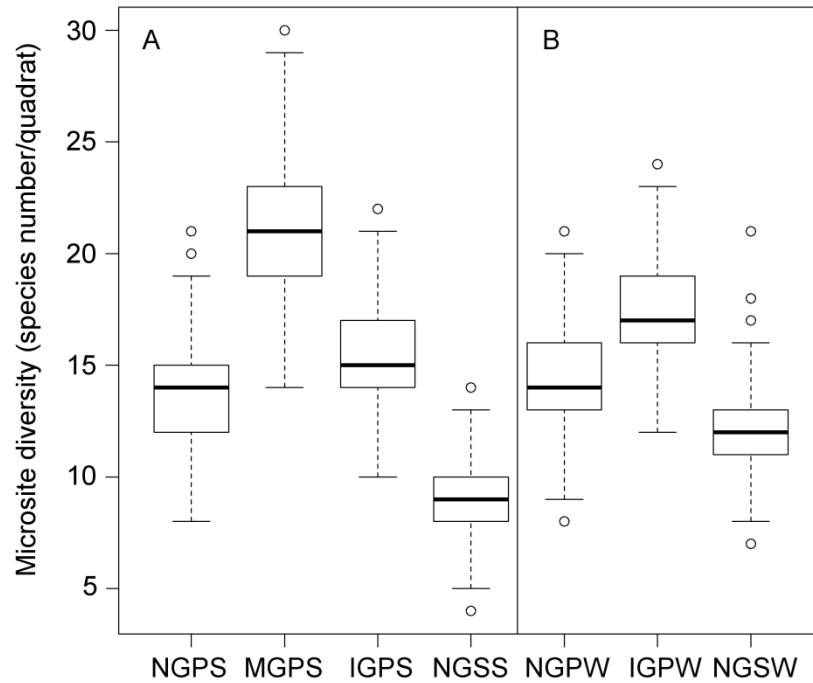 A
B
Microsite diversity (species number/quadrat)
30
25
20
15
10
5
NGPS MGPS IGPS NGSS NGPW IGPW NGSW